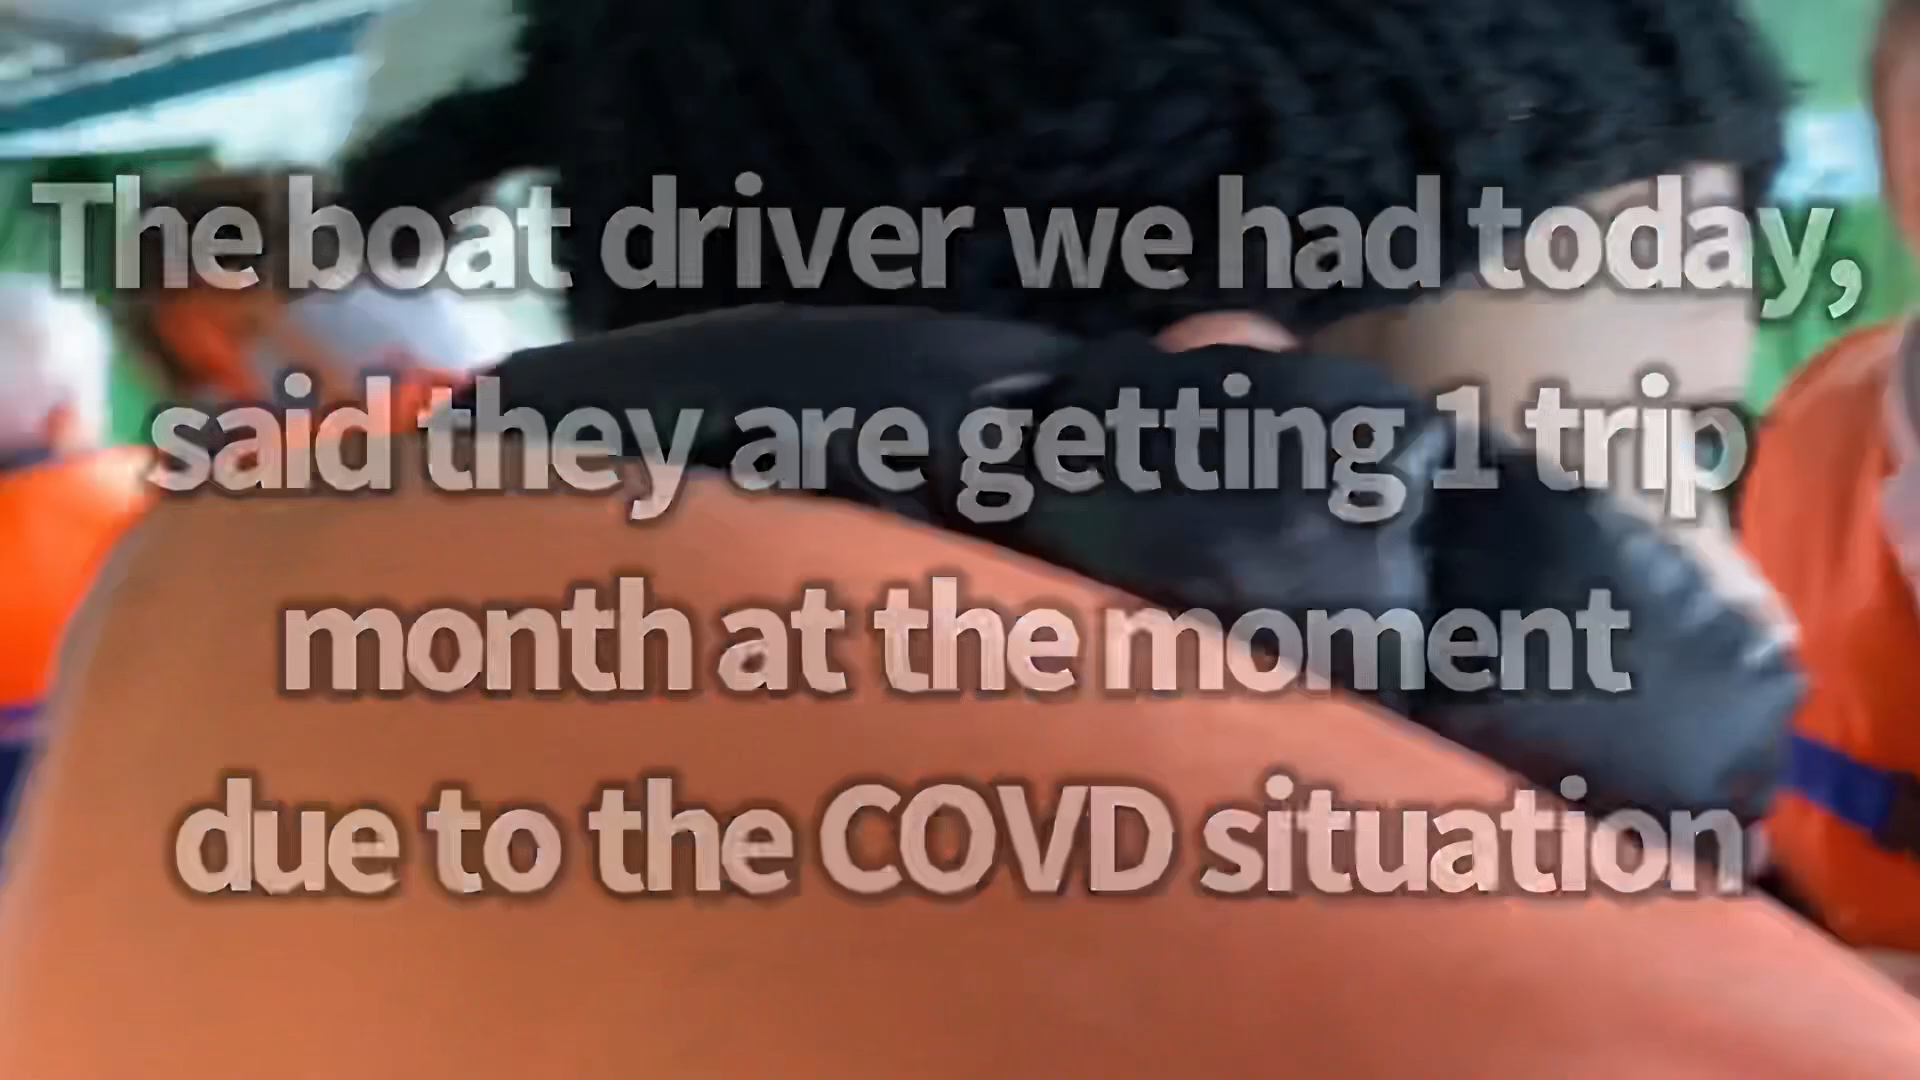 The boat driver we had today,
said they are getting 1 trip
month at the moment
due to the COVD situation